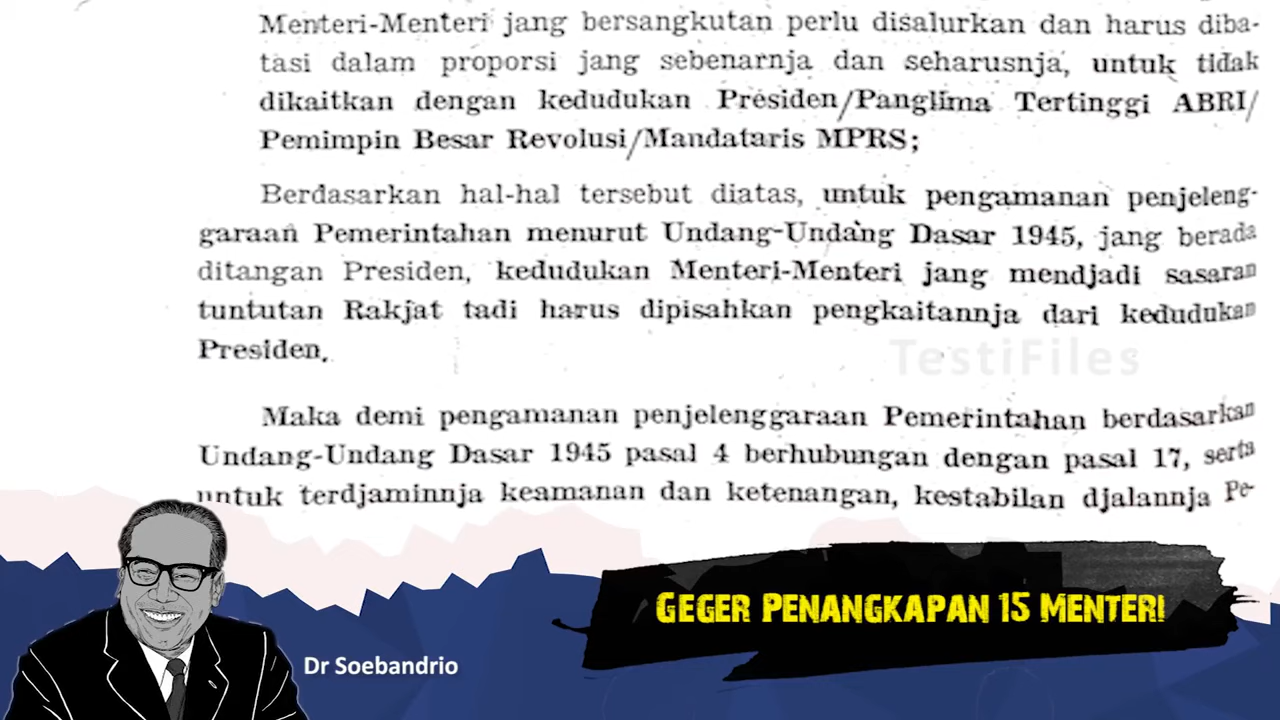 Menteri-Menteri jang bersangkutan perlu disalurkan dan harus diba-
tasi dalam proporsi jang sebenarnja dan seharusnja, untuk tidak
dikaitkan dengan kedudukan Presiden/Panglima Tertinggi ABRI/
Pemimpin Besar Revolusi/Mandataris MPRS;
Berdasarkan hal-hal tersebut diatas, untuk pengamanan penjeleng-
garaan Pemerintahan menurut Undang-Undang Dasar 1945, jang berada
ditangan Presiden, kedudukan Menteri-Menteri jang mendjadi sasaran
tuntutan Rakjat tadi harus dipisahkan pengkaitannja dari kedudukan
Presiden.
TestiFiles
Maka demi pengamanan penjelenggaraan Pemerintahan berdasarkan
Undang-Undang Dasar 1945 pasal 4 berhubungan dengan pasal 17, serta
untuk terdjaminnja keamanan dan ketenangan, kestabilan djalannja Pe-
GEGER PENANGKAPAN 15 MENTERI
Dr Soebandrio